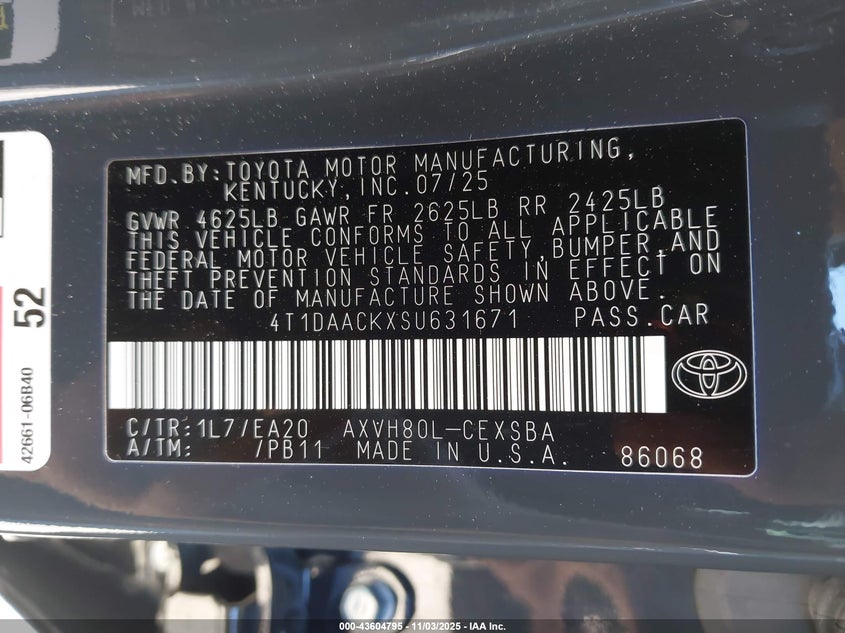 MFD.BY:TOYOTA MOTOR MANUFACTURING,
KENTUCKY,INC.07/25
GVWR 4625LB GAWR FR 2625LB RR 2425LB
THIS VEHICLE CONFORMS TO ALL APPLICABLE
FEDERAL MOTOR VEHICLE SAFETY,BUMPER,AND
THEFT PREVENTION STANDARDS IN EFFECT ON
THE DATE OF MANUFACTURE SHOWN ABOVE.
4T1DAACKXSU631671 PASS.CAR
C/TR:1L7/EA20 AXVH80L-CEXSBA
A/TM: /PB11 MADE IN U.S.A. 86068
52
42661-06B40
000-43604795 - 11/03/2025 - IAA Inc.